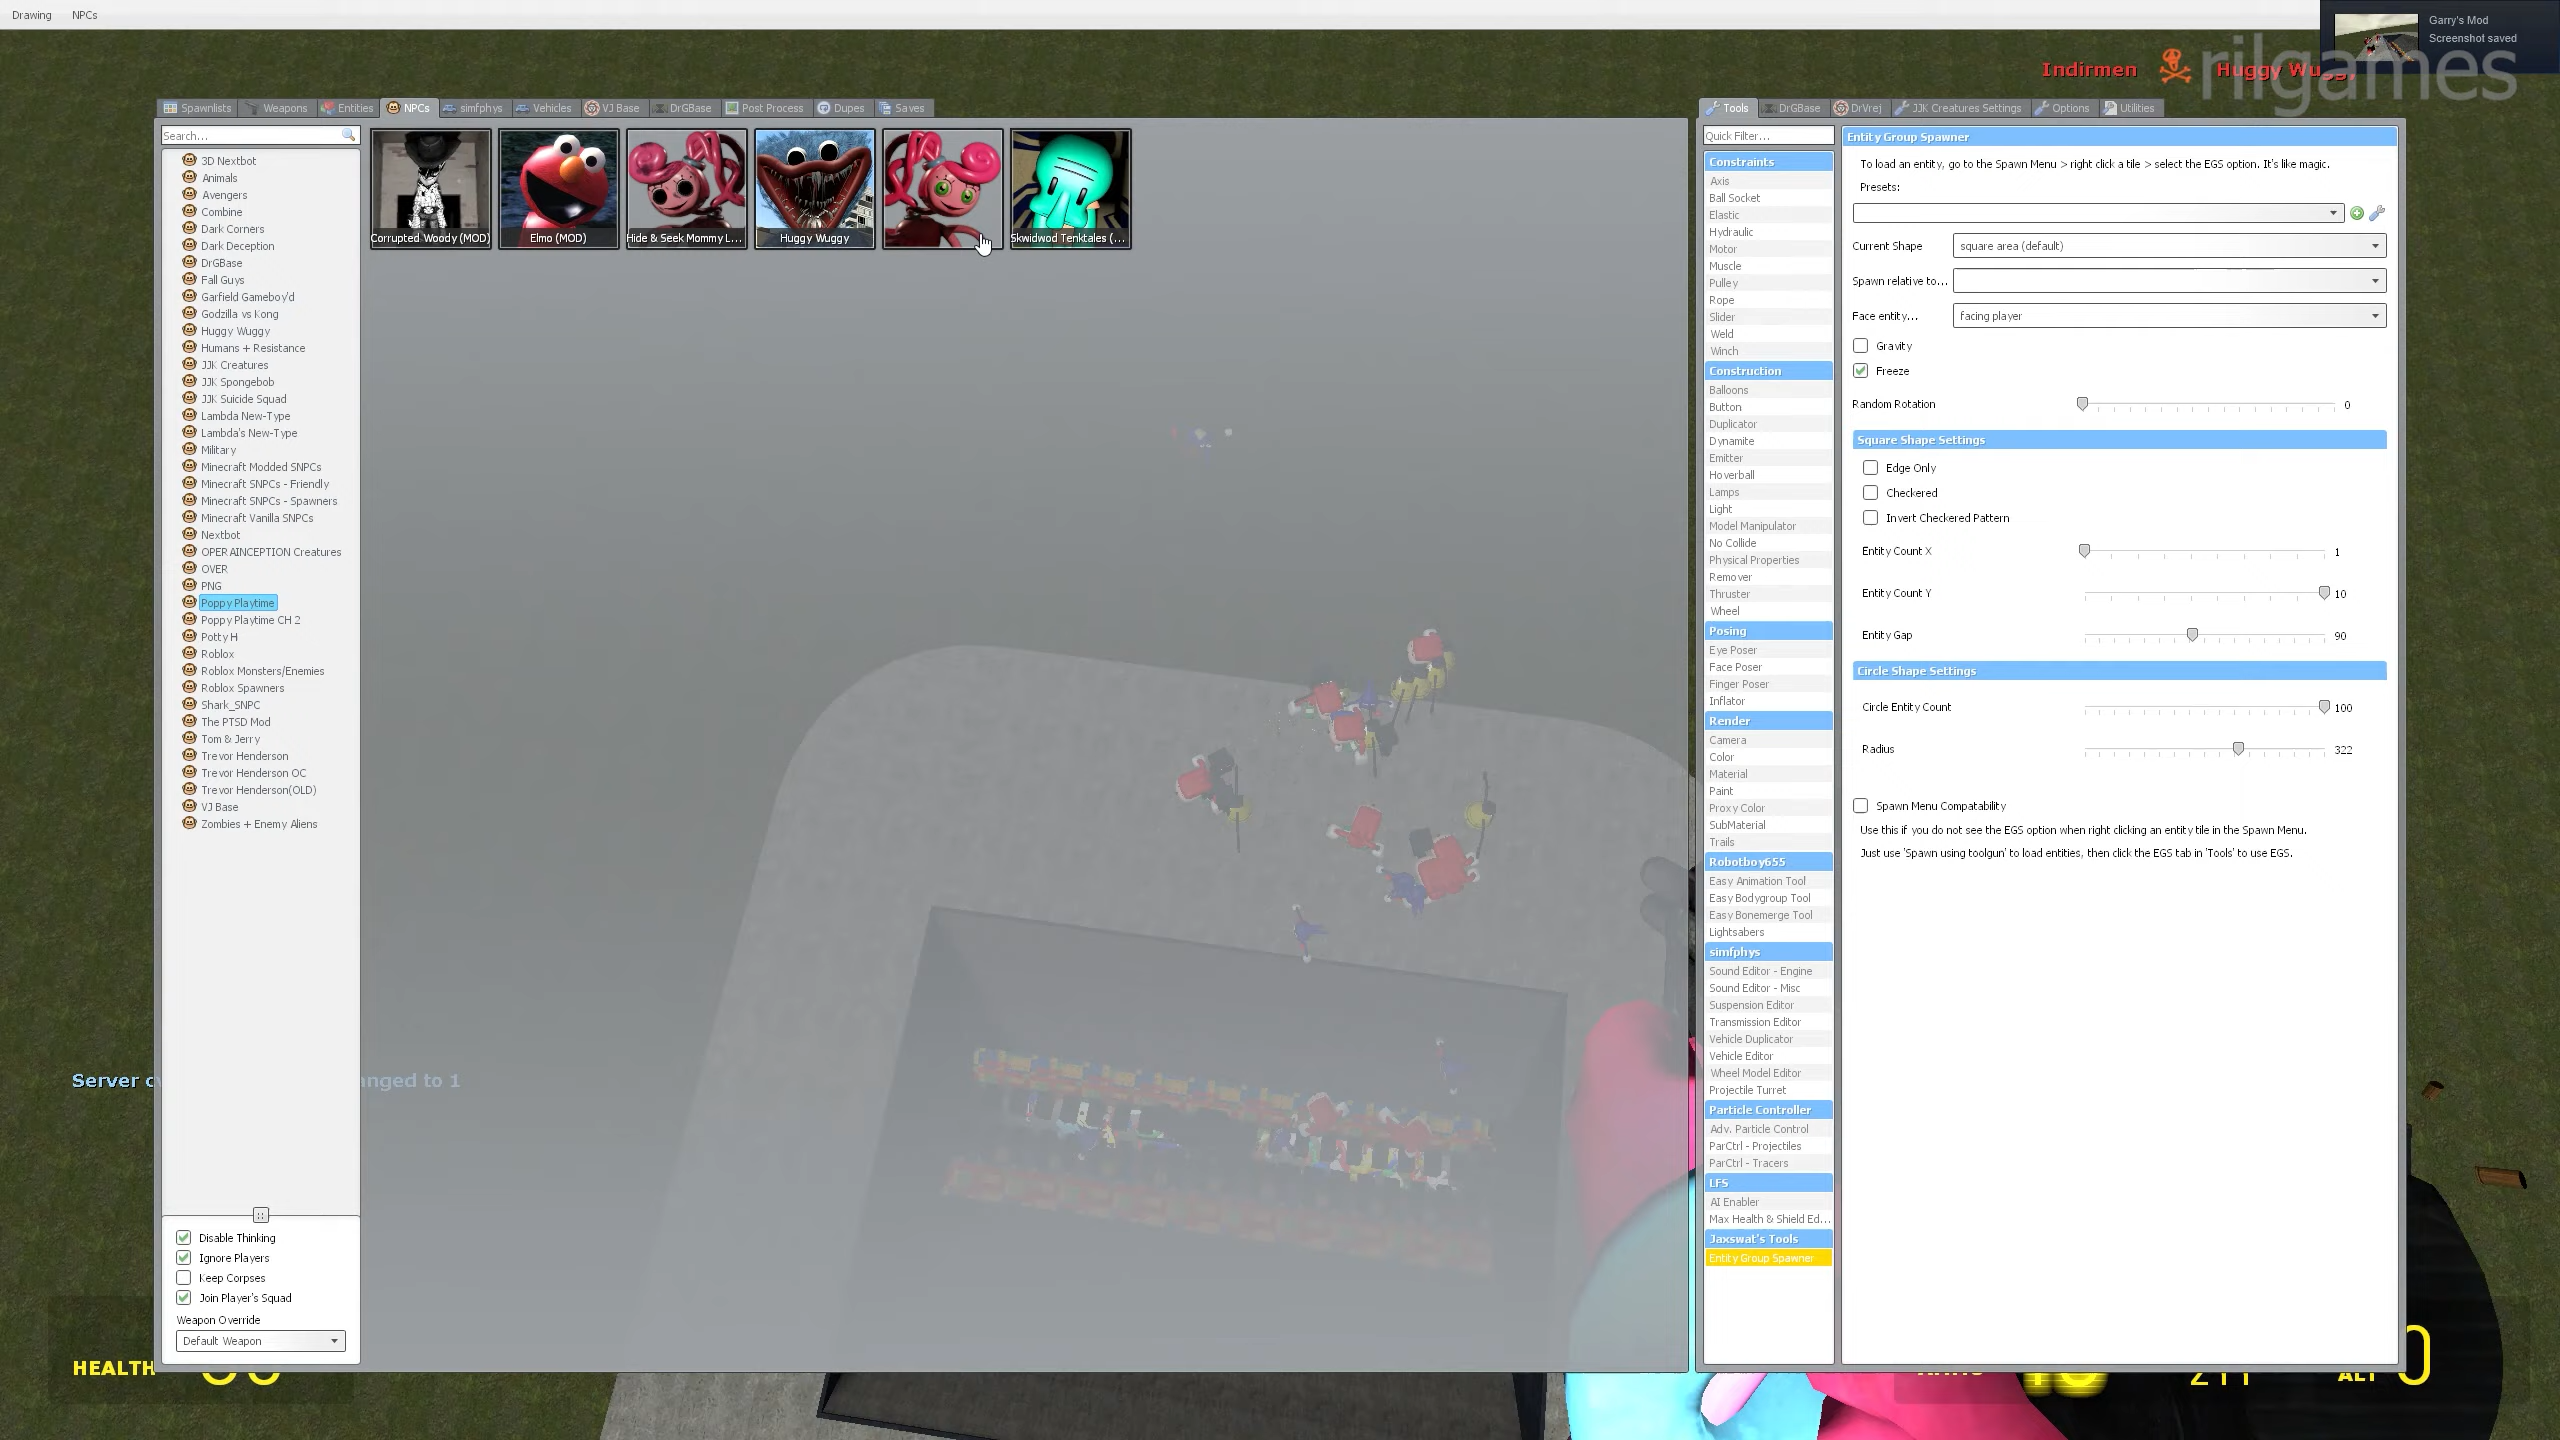 Drawing NPCs
Garry's Mod
Screenshot saved
rilgames
Indirmen Huggy Wuggy
Spawnlists Weapons Entities NPCs simfphys Vehicles VJ Base DrGBase Post Process Dupes Saves
Search...
3D Nextbot
Animals
Avengers
Combine
Dark Corners
Dark Deception
DrGBase
Fall Guys
Garfield Gameboy'd
Godzilla vs Kong
Huggy Wuggy
Humans + Resistance
JJK Creatures
JJK Spongebob
JJK Suicide Squad
Lambda New-Type
Lambda's New-Type
Military
Minecraft Modded SNPCs
Minecraft SNPCs - Friendly
Minecraft SNPCs - Spawners
Minecraft Vanilla SNPCs
Nextbot
OPERAINCEPTION Creatures
OVER
PNG
Poppy Playtime
Poppy Playtime CH 2
Potty H
Roblox
Roblox Monsters/Enemies
Roblox Spawners
Shark_SNPC
The PTSD Mod
Tom & Jerry
Trevor Henderson
Trevor Henderson OC
Trevor Henderson(OLD)
VJ Base
Zombies + Enemy Aliens
Disable Thinking
Ignore Players
Keep Corpses
Join Player's Squad
Weapon Override
Default Weapon
Corrupted Woody (MOD) Elmo (MOD) Hide & Seek Mommy L... Huggy Wuggy Skwidwod Tenktales (...
Server anged to 1
HEALTH
Tools DrGBase DrVrej JJK Creatures Settings Options Utilities
Quick Filter...
Constraints
Axis
Ball Socket
Elastic
Hydraulic
Motor
Muscle
Pulley
Rope
Slider
Weld
Winch
Construction
Balloons
Button
Duplicator
Dynamite
Emitter
Hoverball
Lamps
Light
Model Manipulator
No Collide
Physical Properties
Remover
Thruster
Wheel
Posing
Eye Poser
Face Poser
Finger Poser
Inflator
Render
Camera
Color
Material
Paint
Proxy Color
SubMaterial
Trails
Robotboy655
Easy Animation Tool
Easy Bodygroup Tool
Easy Bonemerge Tool
Lightsabers
simfphys
Sound Editor - Engine
Sound Editor - Misc
Suspension Editor
Transmission Editor
Vehicle Duplicator
Vehicle Editor
Wheel Model Editor
Projectile Turret
Particle Controller
Adv. Particle Control
ParCtrl - Projectiles
ParCtrl - Tracers
LFS
AI Enabler
Max Health & Shield Ed...
Jaxswat's Tools
Entity Group Spawner
Entity Group Spawner
To load an entity, go to the Spawn Menu > right click a tile > select the EGS option. It's like magic.
Presets:
Current Shape square area (default)
Spawn relative to...
Face entity... facing player
Gravity
Freeze
Random Rotation 0
Square Shape Settings
Edge Only
Checkered
Invert Checkered Pattern
Entity Count X 1
Entity Count Y 10
Entity Gap 90
Circle Shape Settings
Circle Entity Count 100
Radius 322
Spawn Menu Compatability
Use this if you do not see the EGS option when right clicking an entity tile in the Spawn Menu.
Just use 'Spawn using toolgun' to load entities, then click the EGS tab in 'Tools' to use EGS.
ALT 0